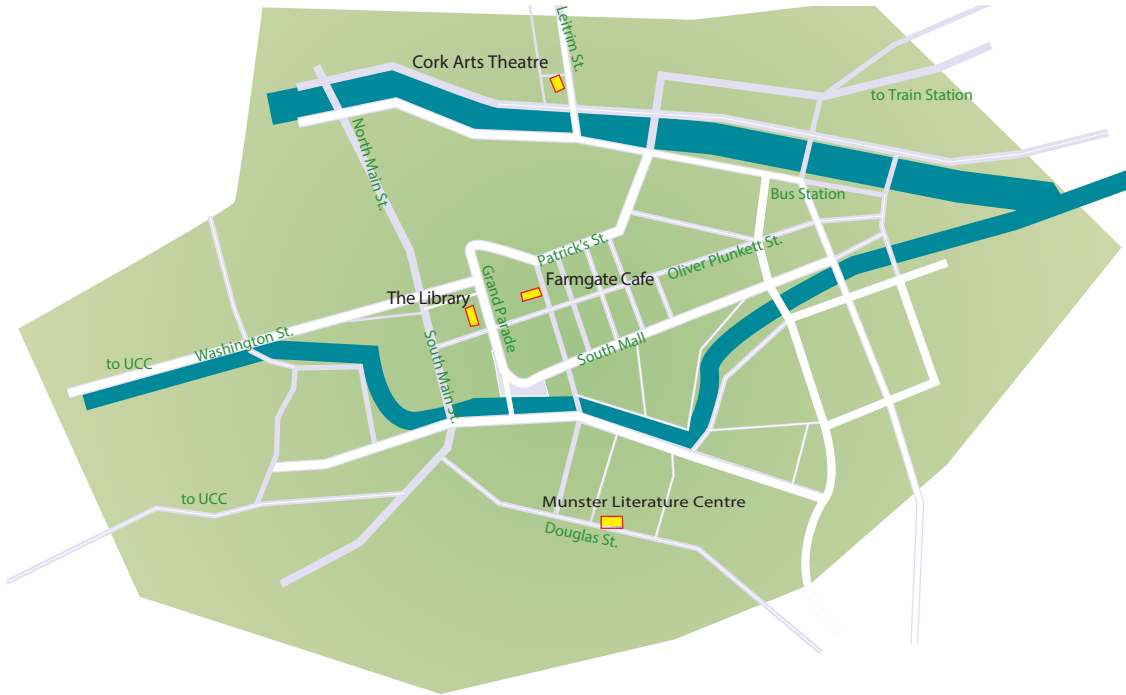 Leitrim St.
Cork Arts Theatre
to Train Station
North Main St.
Bus Station
Patrick's St.
Oliver Plunkett St.
Grand Parade
Farmgate Cafe
The Library
Washington St.
South Mall
to UCC
South Main St.
to UCC
Munster Literature Centre
Douglas St.